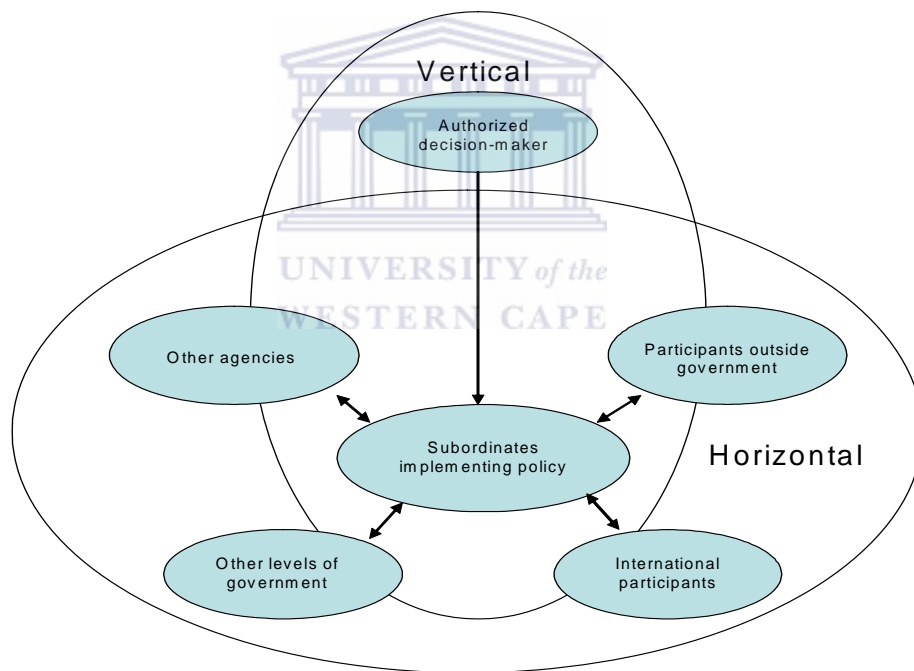 Vertical
Authorized
decision-maker
UNIVERSITY of the
WESTERN CAPE
Other agencies
Participants outside
government
Subordinates
implementing policy
Horizontal
Other levels of
government
International
participants